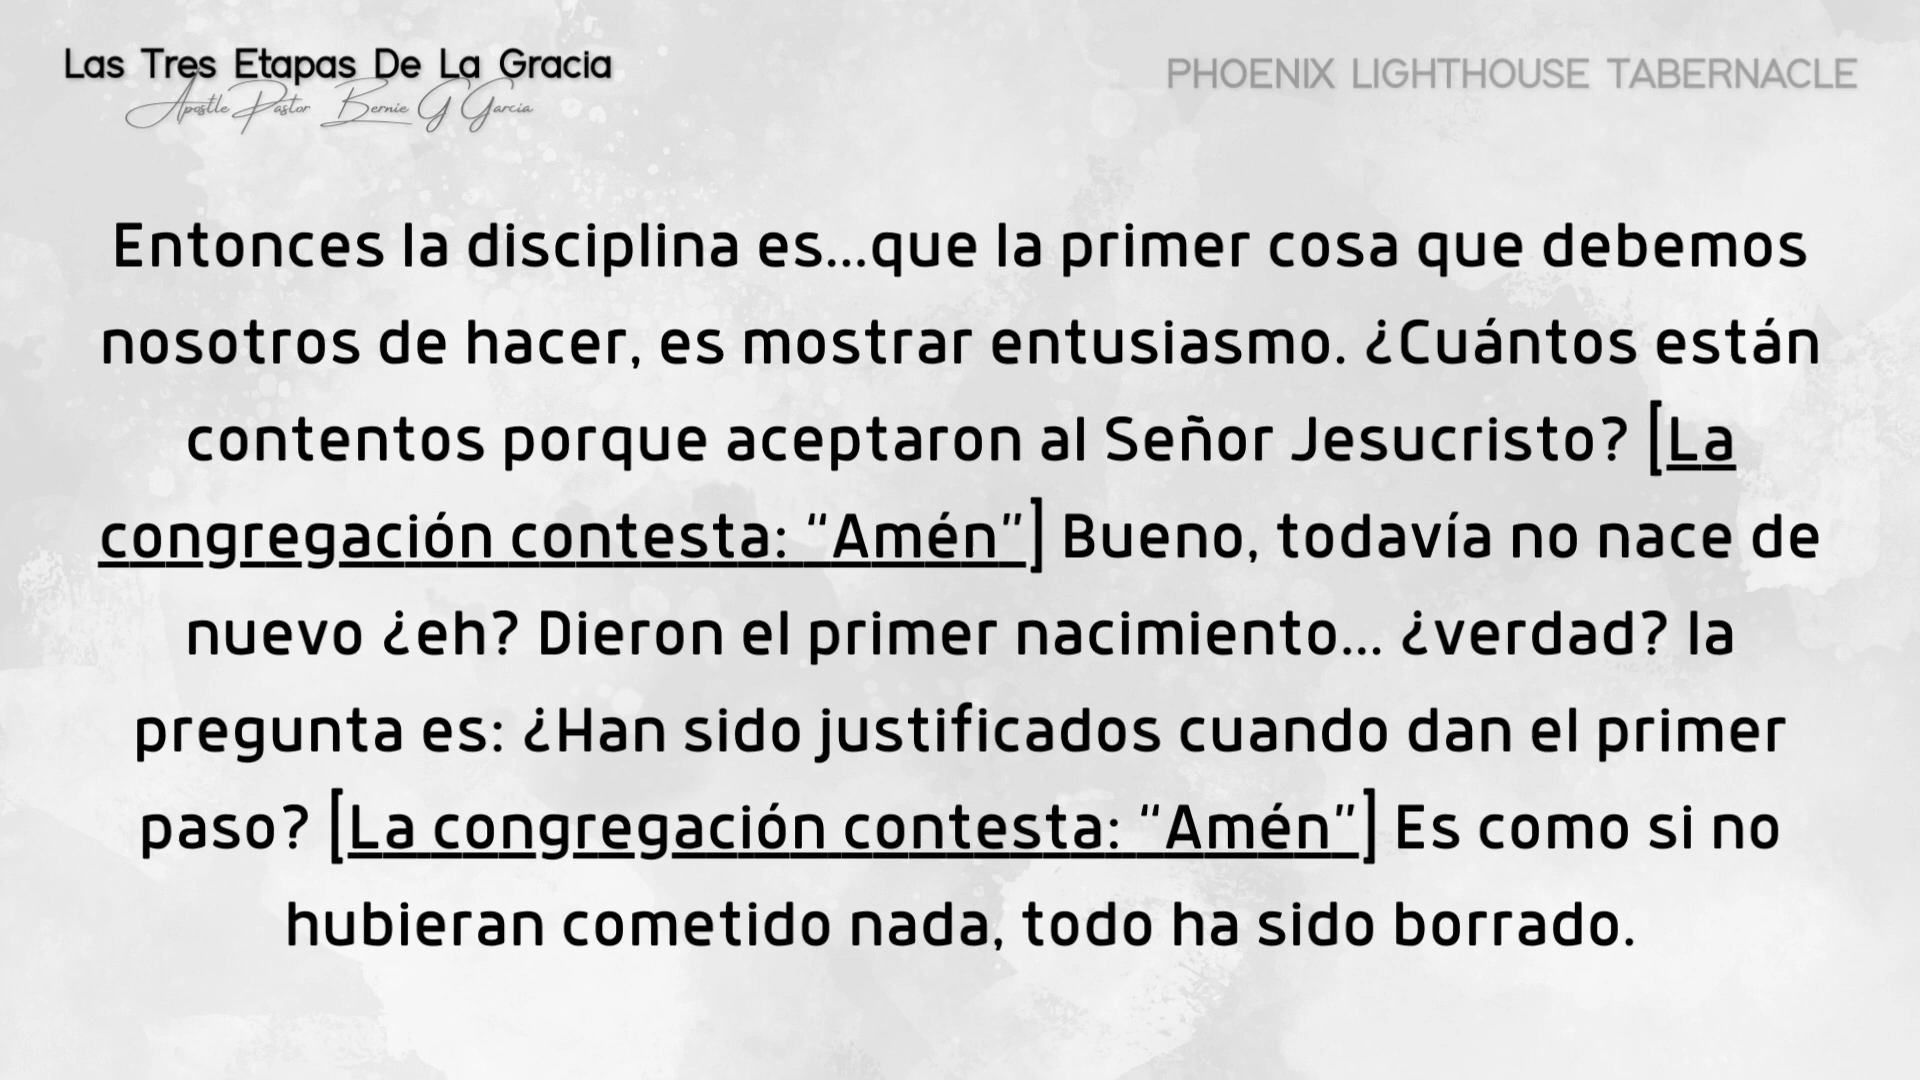 Las Tres Etapas De La Gracia
Apostle Pastor Bernie G Garcia
PHOENIX LIGHTHOUSE TABERNACLE
Entonces la disciplina es...que la primer cosa que debemos
nosotros de hacer, es mostrar entusiasmo. ¿Cuántos están
contentos porque aceptaron al Señor Jesucristo? [La
congregación contesta: “Amén”] Bueno, todavía no nace de
nuevo ¿eh? Dieron el primer nacimiento... ¿verdad? la
pregunta es: ¿Han sido justificados cuando dan el primer
paso? [La congregación contesta: “Amén”] Es como si no
hubieran cometido nada, todo ha sido borrado.